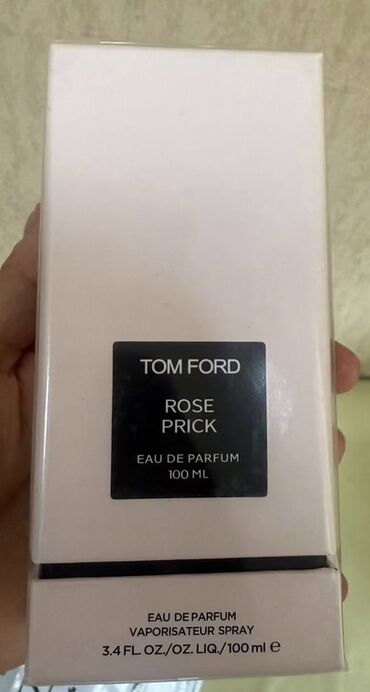 TOM FORD
ROSE
PRICK
EAU DE PARFUM
100 ML
EAU DE PARFUM
VAPORISATEUR SPRAY
3.4 FL. OZ./OZ. LIQ./100 ml ℮